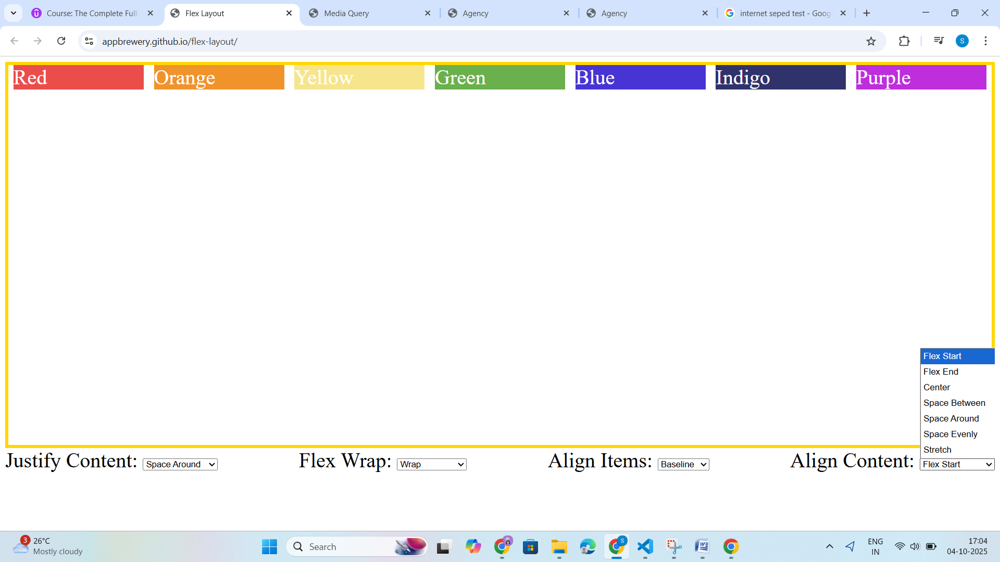 Course: The Complete Full-
Flex Layout
Media Query
Agency
Agency
internet seped test - Goog
appbrewery.github.io/flex-layout/
S
Red
Orange
Yellow
Green
Blue
Indigo
Purple
Flex Start
Flex End
Center
Space Between
Space Around
Space Evenly
Stretch
Justify Content: Space Around
Flex Wrap: Wrap
Align Items: Baseline
Align Content: Flex Start
3
26°C
Mostly cloudy
Search
S
ENG
IN
17:04
04-10-2025